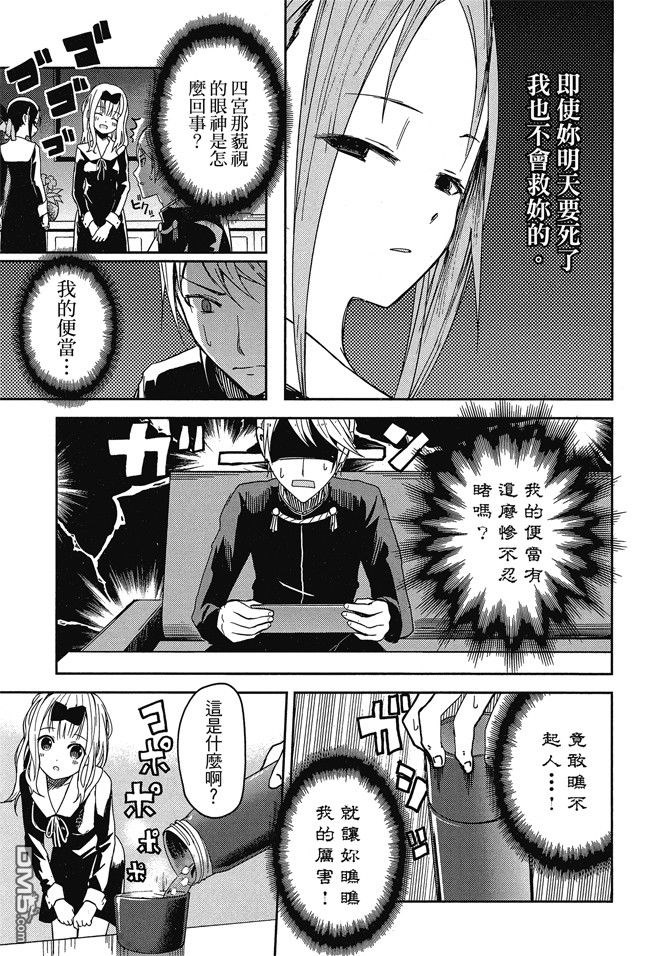 即使妳明天要死了
我也不會救妳的。
ゴゴゴゴ
四宮那藐視
的眼神是怎
麼回事？
ビクッ
我的便當…
ガガーン
我的便當有
這麼慘不忍
睹嗎？
竟敢瞧不
起人…！
ガッ
就讓妳瞧瞧
我的厲害！
這是什麼啊？
コポポポポポ
DM5.com